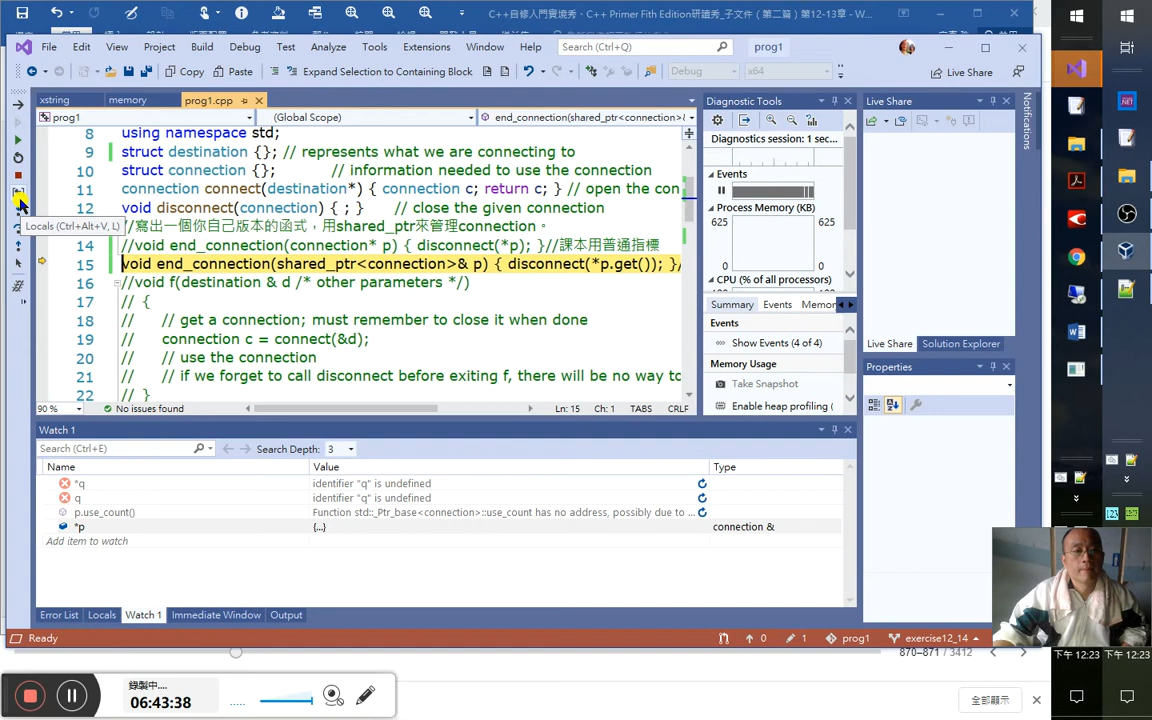 C++自修入門實境秀、C++ Primer Fifth Edition研讀秀_子文件（第二篇）第12-13章 - W...
File Edit View Project Build Debug Test Analyze Tools Extensions Window Help Search (Ctrl+Q) prog1
Copy Paste Expand Selection to Containing Block Debug x64 Live Share
xstring memory prog1.cpp
prog1 (Global Scope) end_connection(shared_ptr<connection>&
8 using namespace std;
9 struct destination {}; // represents what we are connecting to
10 struct connection {}; // information needed to use the connection
11 connection connect(destination*) { connection c; return c; } // open the con
12 void disconnect(connection) { ; } // close the given connection
//寫出一個你自己版本的函式，用shared_ptr來管理connection。
14 //void end_connection(connection* p) { disconnect(*p); }//課本用普通指標
15 void end_connection(shared_ptr<connection>& p) { disconnect(*p.get()); }/
16 //void f(destination & d /* other parameters */)
17 // {
18 // // get a connection; must remember to close it when done
19 // connection c = connect(&d);
20 // // use the connection
21 // // if we forget to call disconnect before exiting f, there will be no way to
22 // // }
Locals (Ctrl+Alt+V, L)
90 % No issues found Ln: 15 Ch: 1 TABS CRLF
Diagnostic Tools
Diagnostics session: 1 sec...
Events
Process Memory (KB)
625 625
0 0
CPU (% of all processors)
Summary Events Memor
Events
Show Events (4 of 4)
Memory Usage
Take Snapshot
Enable heap profiling (
Live Share
Live Share Solution Explorer
Properties
Notifications
Watch 1
Search (Ctrl+E) Search Depth: 3
Name Value Type
*q identifier "q" is undefined
q identifier "q" is undefined
p.use_count() Function std::_Ptr_base<connection>::use_count has no address, possibly due to ...
*p {...} connection &
Add item to watch
Error List Locals Watch 1 Immediate Window Output
Ready 0 1 prog1 exercise12_14
870–871 / 3412
下午 12:23 下午 12:23
錄製中....
06:43:38
全部顯示